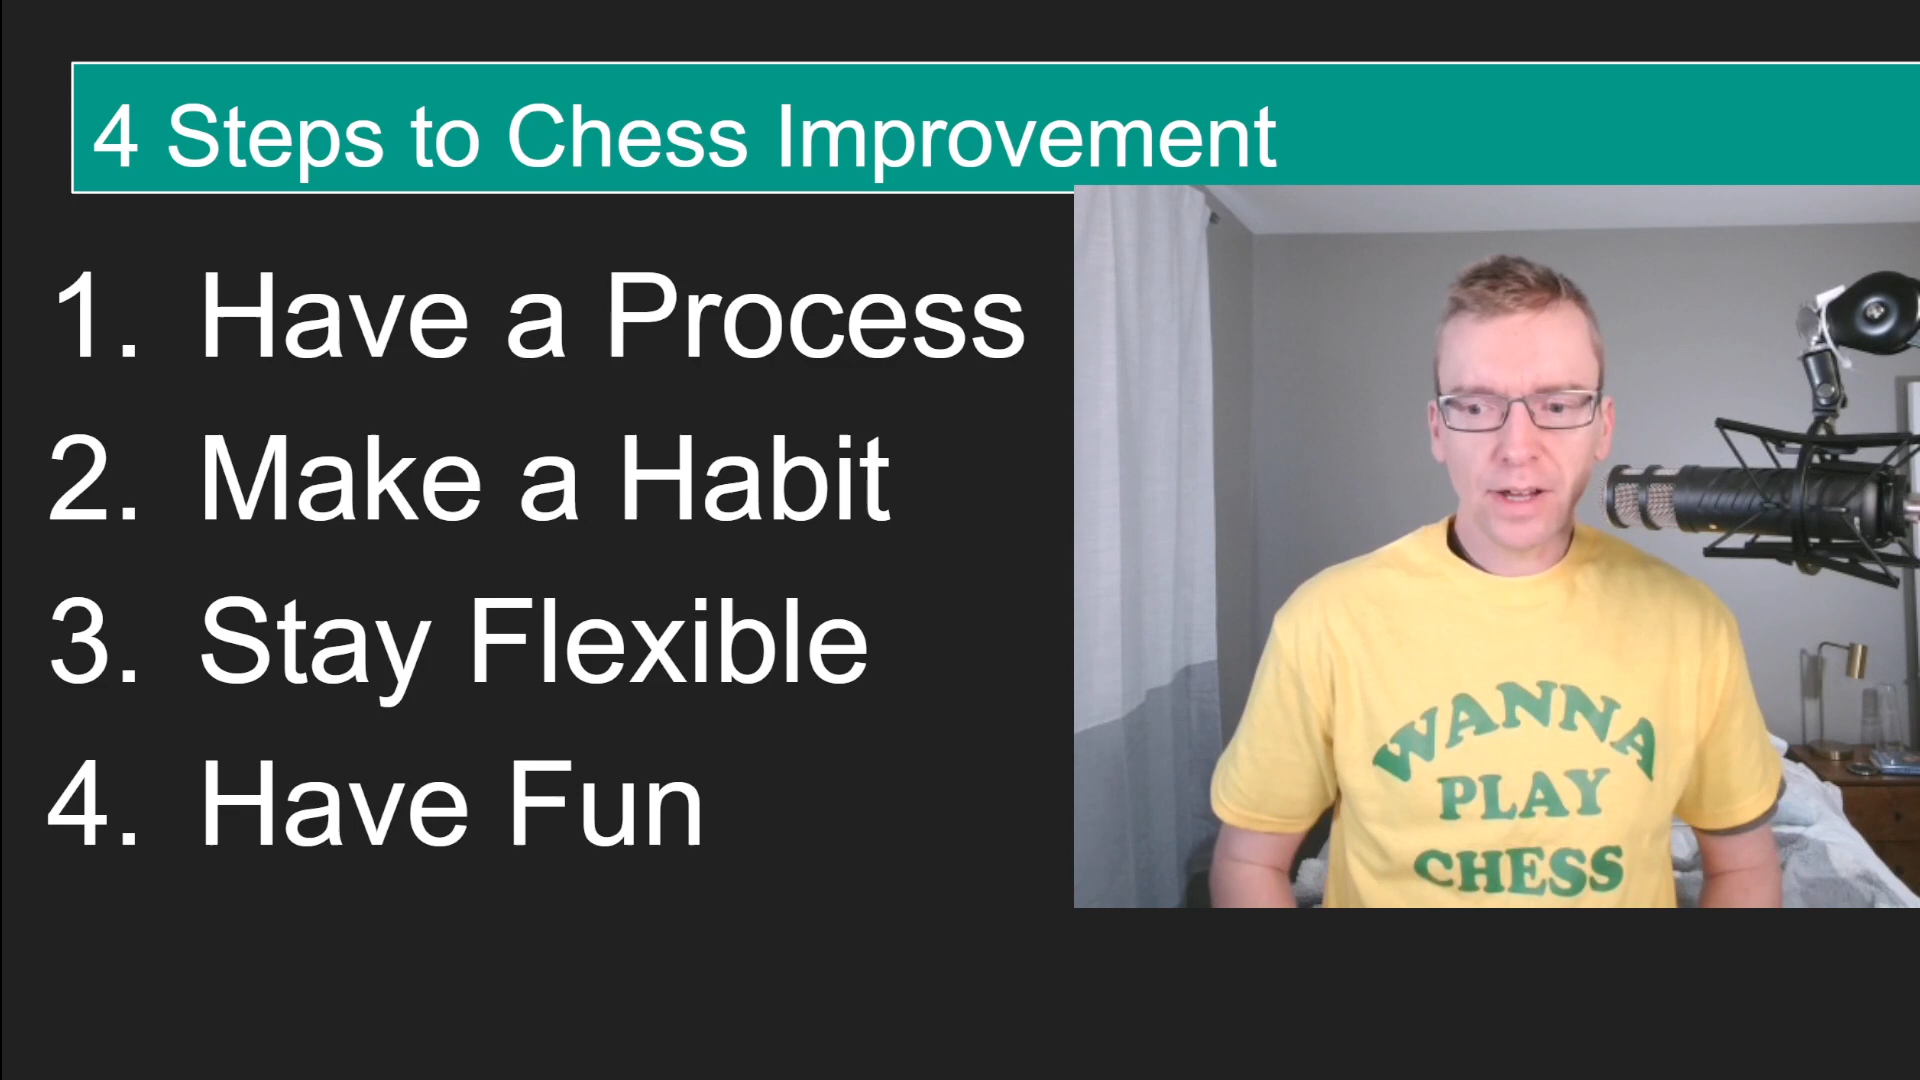 4 Steps to Chess Improvement
1. Have a Process
2. Make a Habit
3. Stay Flexible
4. Have Fun
WANNA
PLAY
CHESS